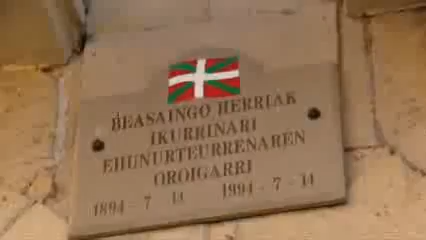 BEASAINGO HERRIAK
IKURRINARI
EHUNURTEURRENAREN
OROIGARRI
1894 - 7 - 14 1994 - 7 - 14